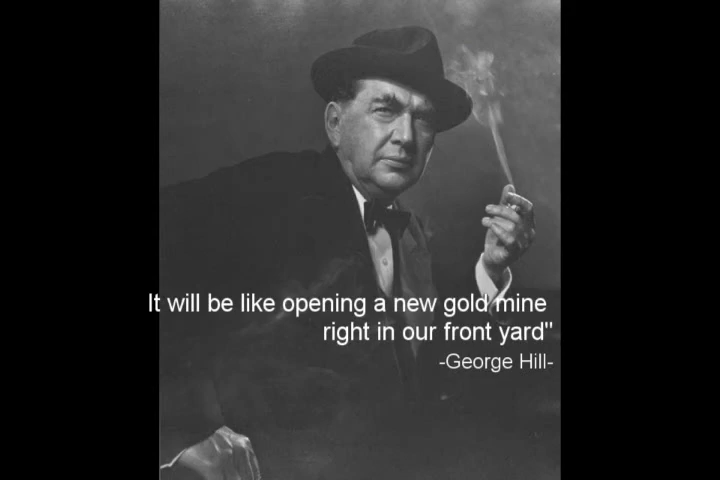 It will be like opening a new gold mine
right in our front yard"
-George Hill-